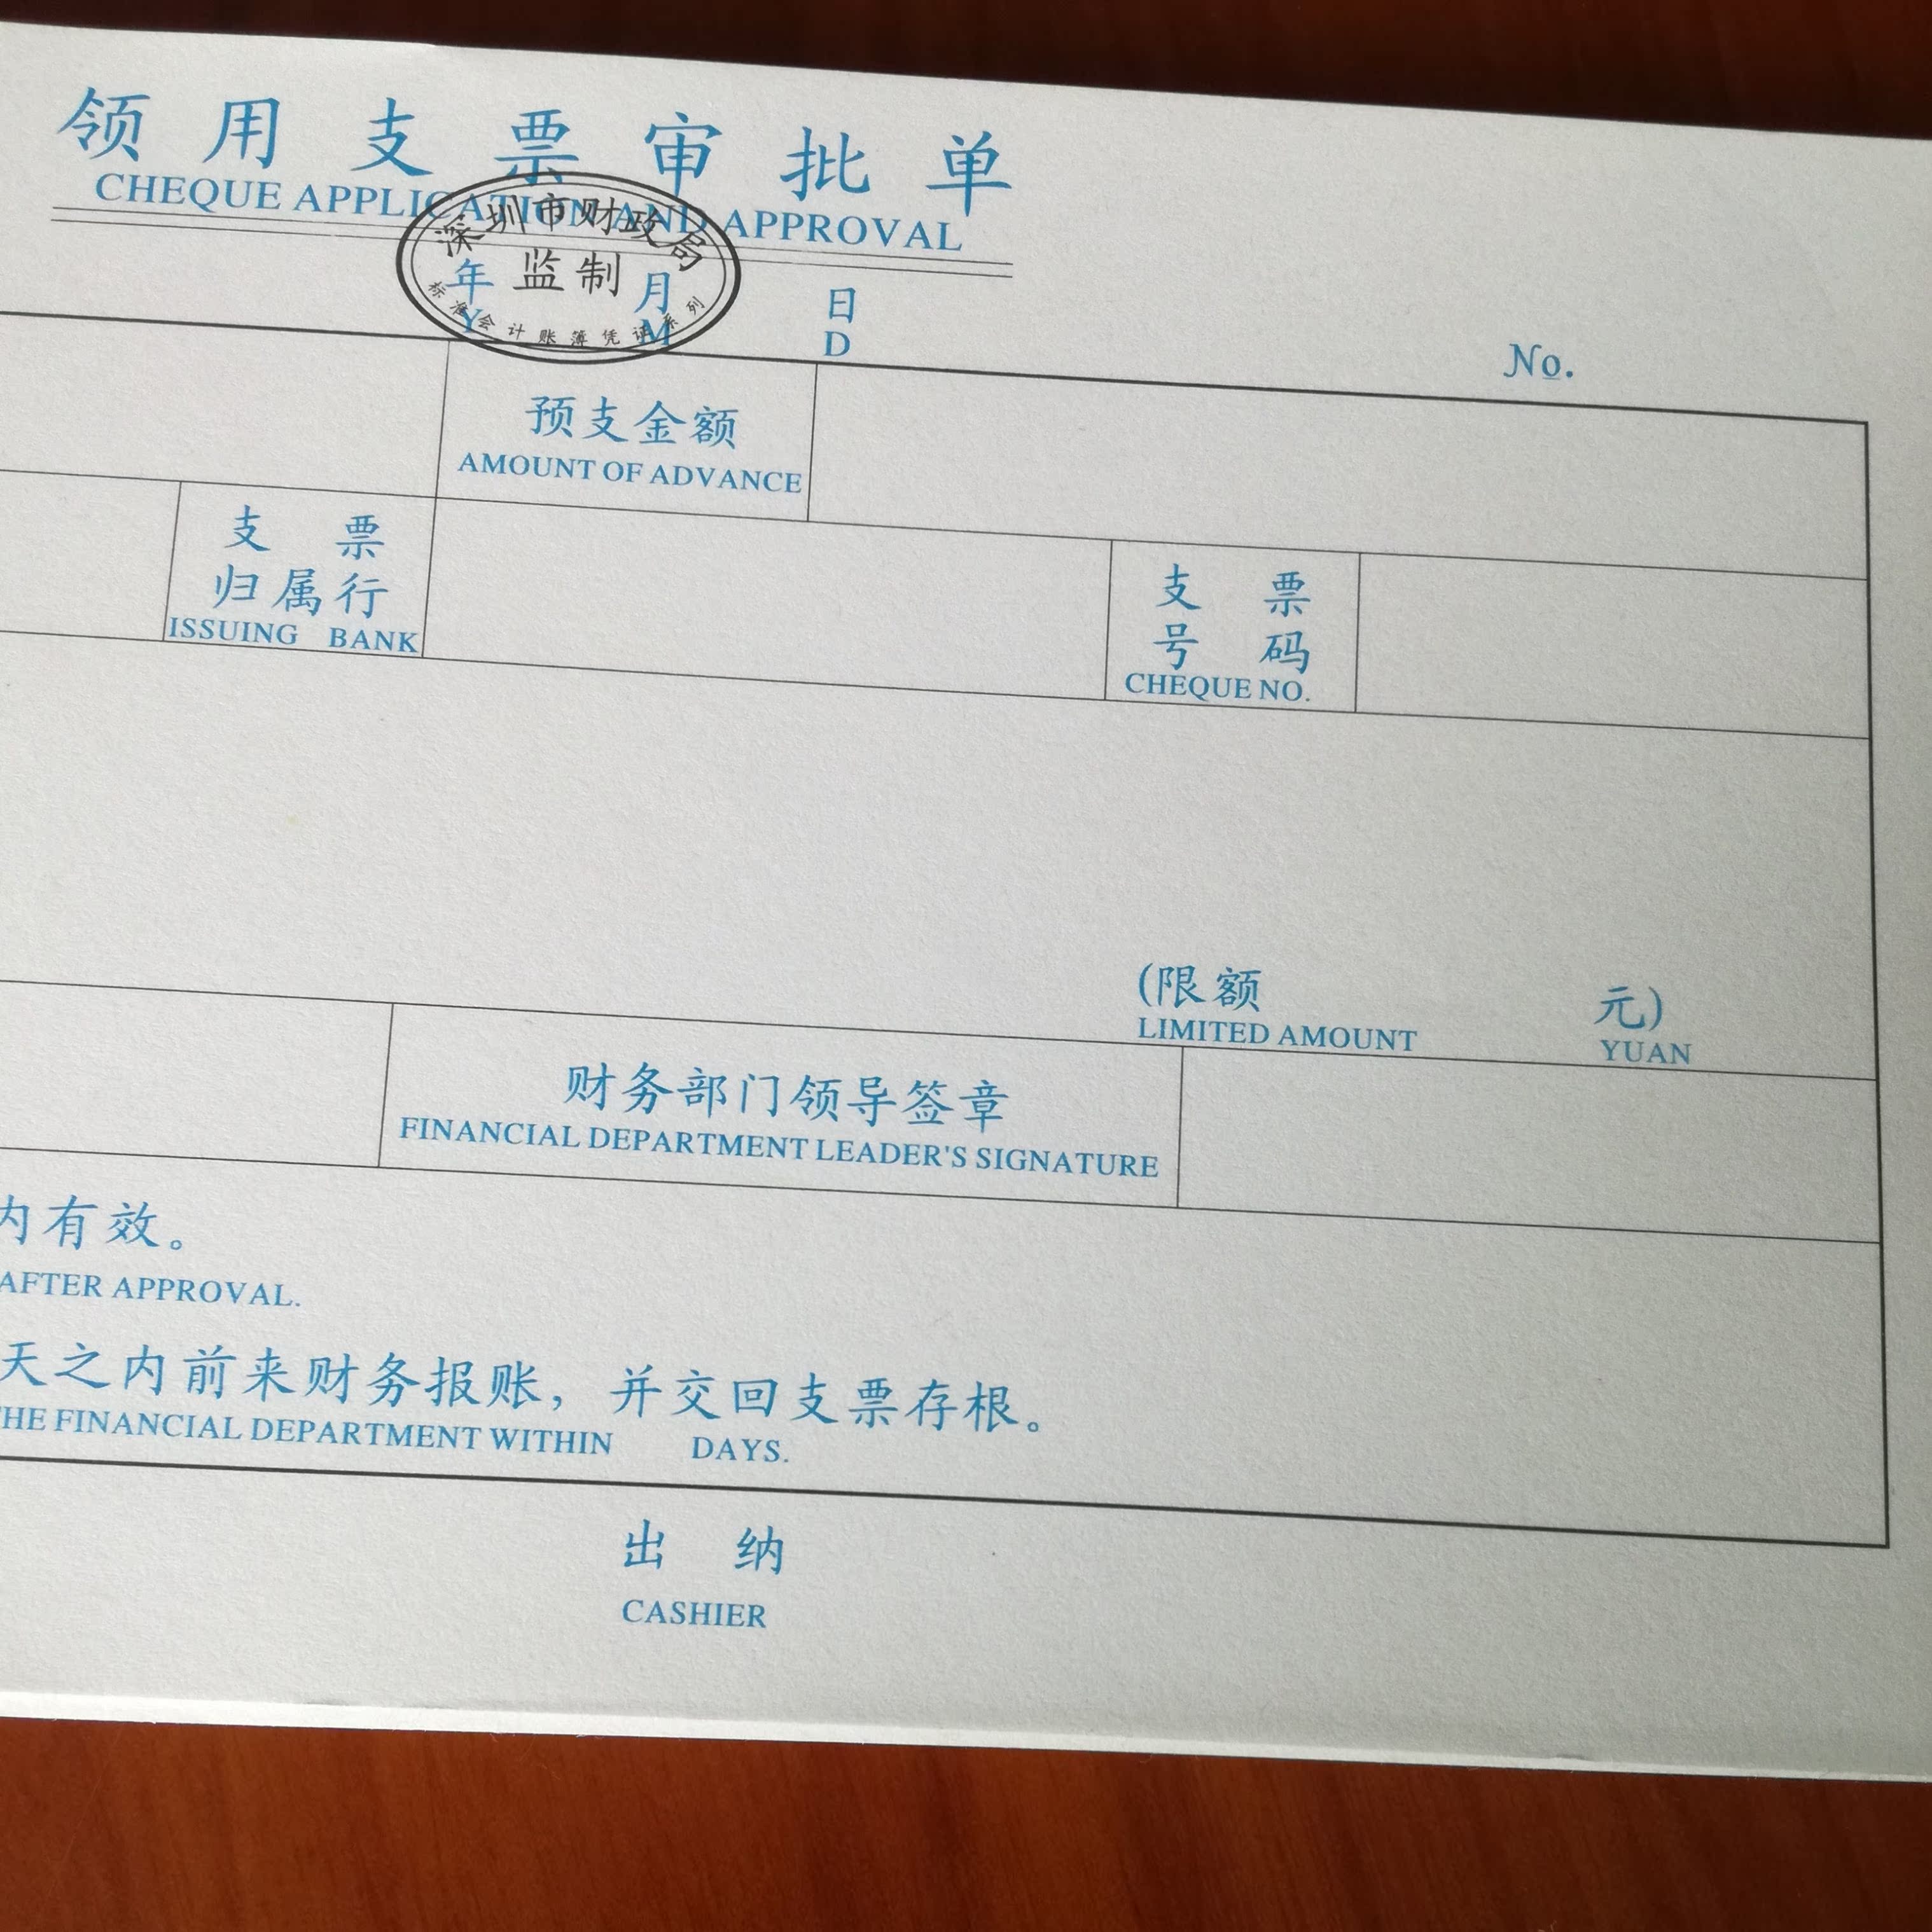 领用支票审批单
CHEQUE APPLICATION AND APPROVAL
深圳市财政局
监制
标准会计账簿凭证系列
年 月 日
Y M D
No.
预支金额
AMOUNT OF ADVANCE
支 票
归属行
ISSUING BANK
支 票
号 码
CHEQUE NO.
(限额 元)
LIMITED AMOUNT YUAN
财务部门领导签章
FINANCIAL DEPARTMENT LEADER'S SIGNATURE
内有效。
AFTER APPROVAL.
天之内前来财务报账，并交回支票存根。
THE FINANCIAL DEPARTMENT WITHIN DAYS.
出 纳
CASHIER